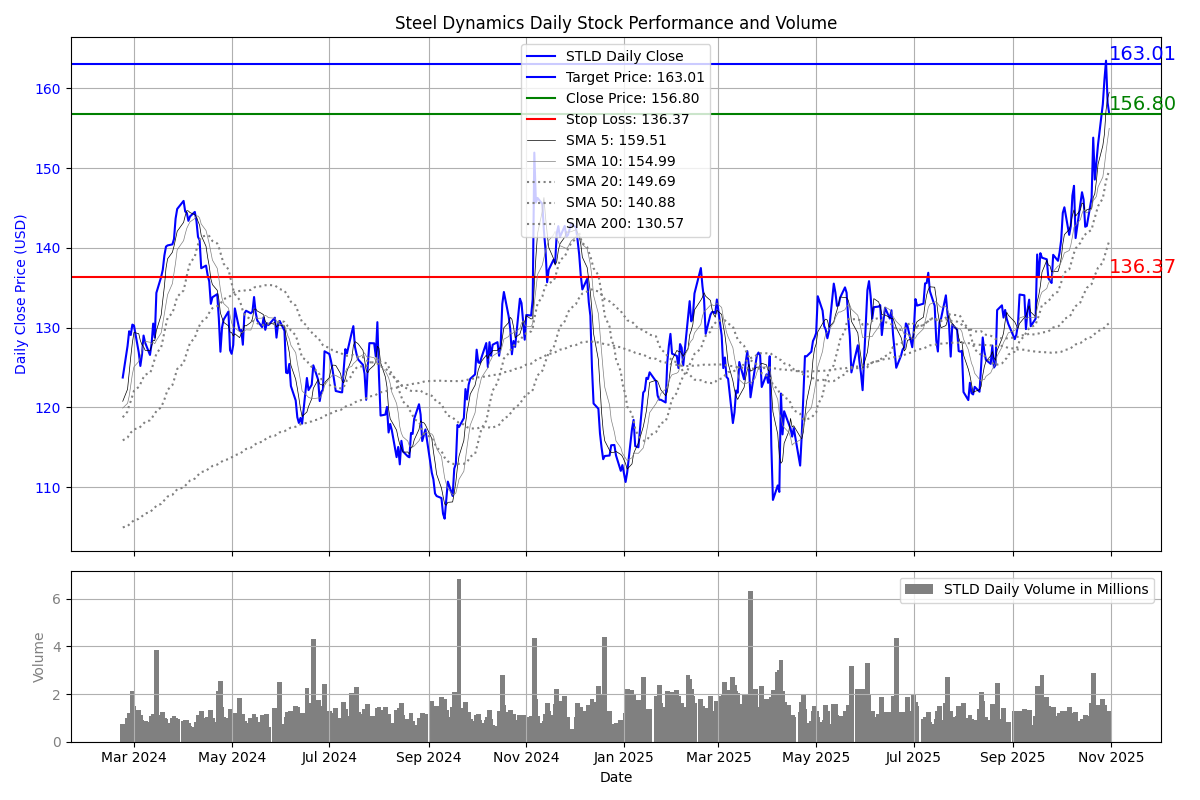 Steel Dynamics Daily Stock Performance and Volume
STLD Daily Close
Target Price: 163.01
Close Price: 156.80
Stop Loss: 136.37
SMA 5: 159.51
SMA 10: 154.99
SMA 20: 149.69
SMA 50: 140.88
SMA 200: 130.57
163.01
156.80
136.37
160
150
140
130
120
110
Daily Close Price (USD)
STLD Daily Volume in Millions
6
4
2
0
Volume
Mar 2024
May 2024
Jul 2024
Sep 2024
Nov 2024
Jan 2025
Mar 2025
May 2025
Jul 2025
Sep 2025
Nov 2025
Date